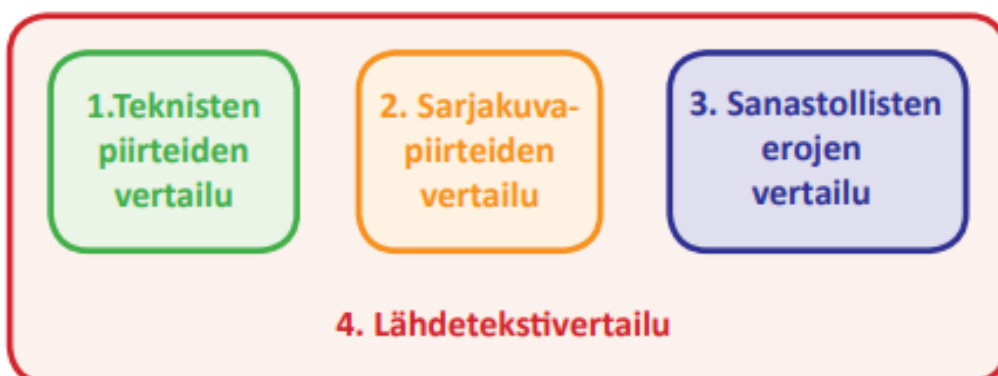 1.Teknisten
piirteiden
vertailu
2. Sarjakuva-
piirteiden
vertailu
3. Sanastollisten
erojen
vertailu
4. Lähdetekstivertailu